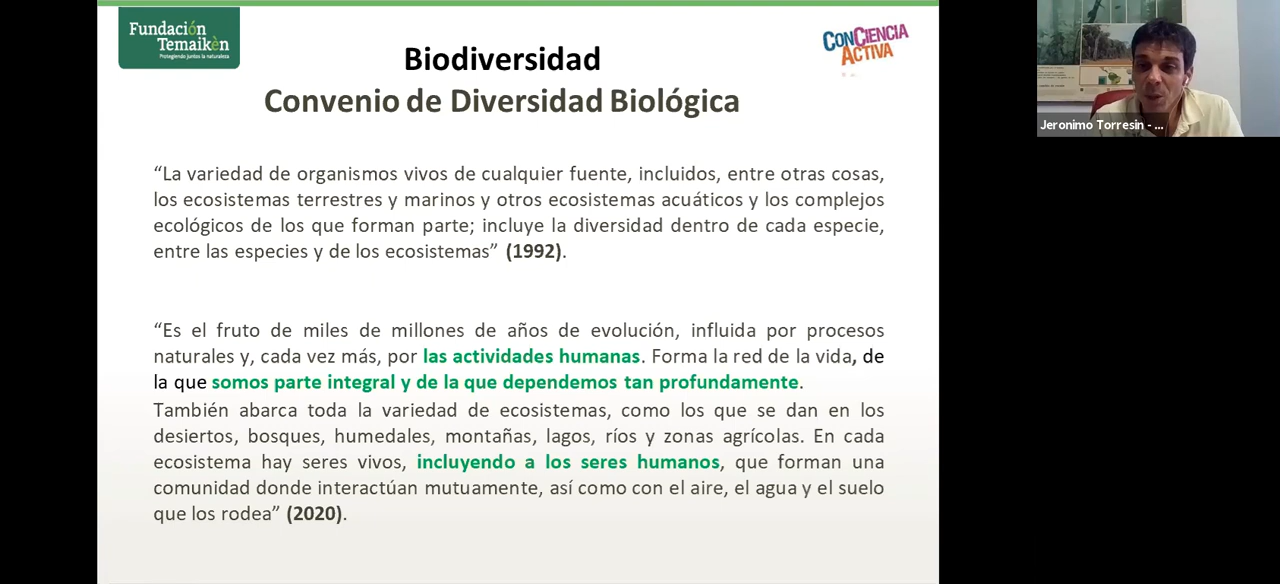 Fundación
Temaikèn
Protegiendo juntos la naturaleza
Biodiversidad
Convenio de Diversidad Biológica
CONCIENCIA
ACTIVA
Jeronimo Torresin - ...
“La variedad de organismos vivos de cualquier fuente, incluidos, entre otras cosas,
los ecosistemas terrestres y marinos y otros ecosistemas acuáticos y los complejos
ecológicos de los que forman parte; incluye la diversidad dentro de cada especie,
entre las especies y de los ecosistemas” (1992).
“Es el fruto de miles de millones de años de evolución, influida por procesos
naturales y, cada vez más, por las actividades humanas. Forma la red de la vida, de
la que somos parte integral y de la que dependemos tan profundamente.
También abarca toda la variedad de ecosistemas, como los que se dan en los
desiertos, bosques, humedales, montañas, lagos, ríos y zonas agrícolas. En cada
ecosistema hay seres vivos, incluyendo a los seres humanos, que forman una
comunidad donde interactúan mutuamente, así como con el aire, el agua y el suelo
que los rodea” (2020).